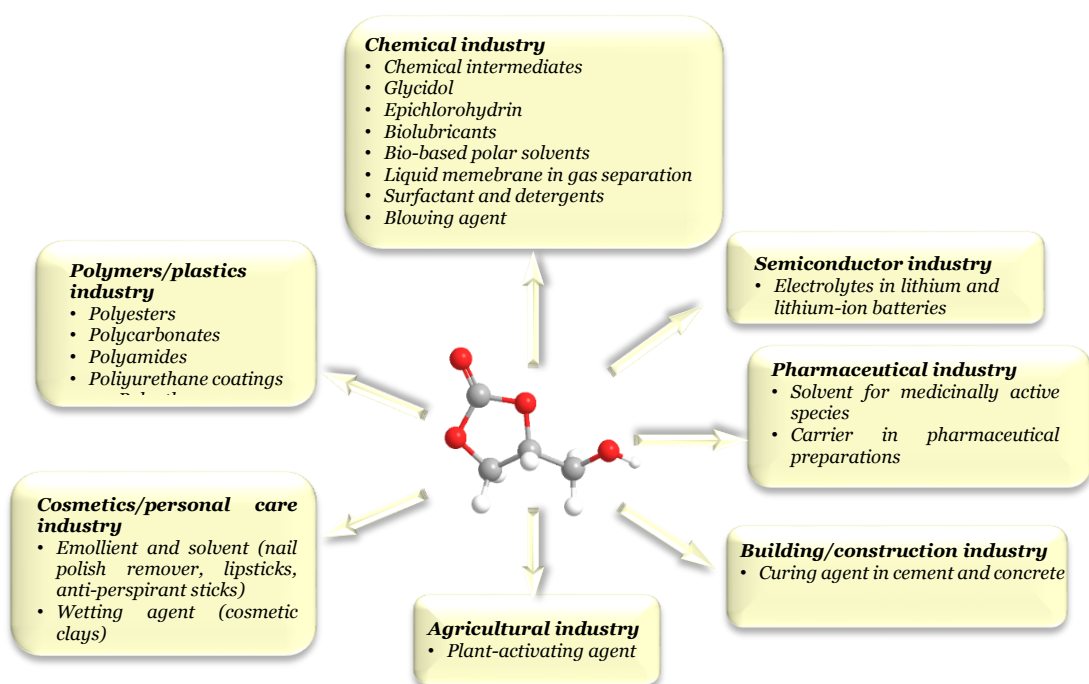 Chemical industry
• Chemical intermediates
• Glycidol
• Epichlorohydrin
• Biolubricants
• Bio-based polar solvents
• Liquid memebrane in gas separation
• Surfactant and detergents
• Blowing agent
Polymers/plastics
industry
• Polyesters
• Polycarbonates
• Polyamides
• Poliyurethane coatings
Semiconductor industry
• Electrolytes in lithium and
lithium-ion batteries
Pharmaceutical industry
• Solvent for medicinally active
species
• Carrier in pharmaceutical
preparations
Cosmetics/personal care
industry
• Emollient and solvent (nail
polish remover, lipsticks,
anti-perspirant sticks)
• Wetting agent (cosmetic
clays)
Building/construction industry
• Curing agent in cement and concrete
Agricultural industry
• Plant-activating agent